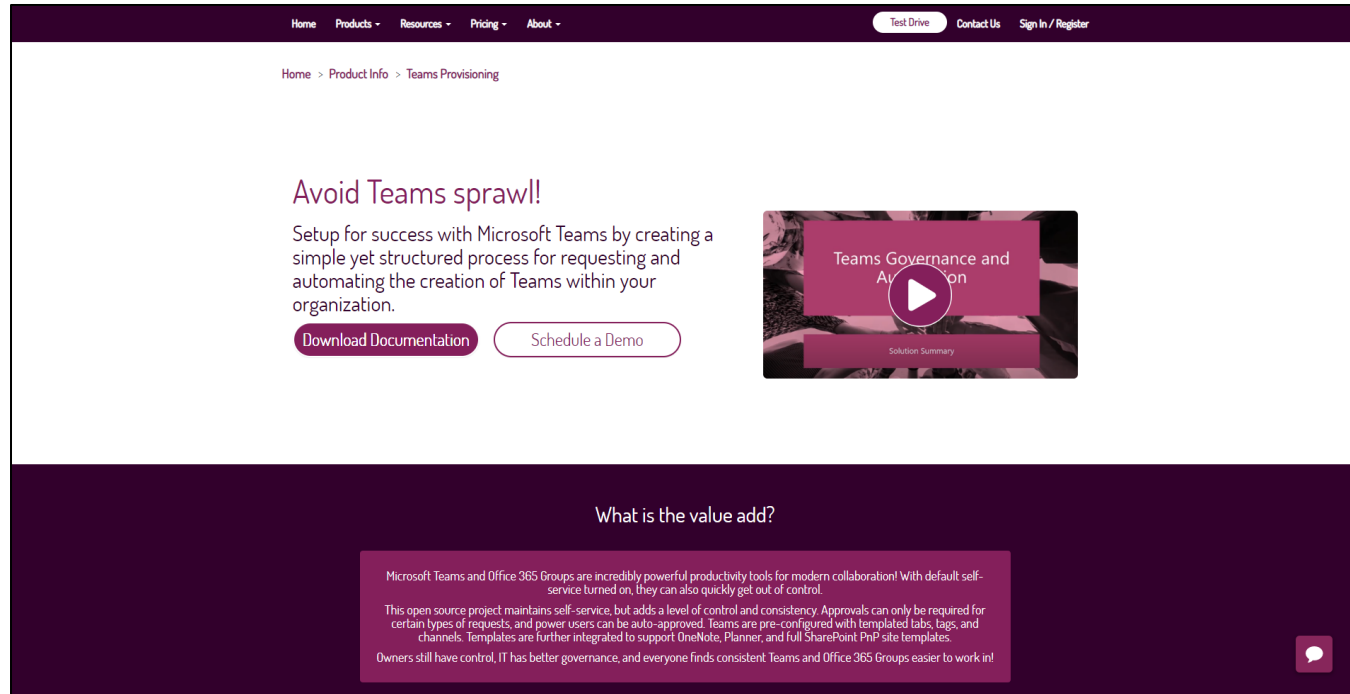 Home Products Resources Pricing About Test Drive Contact Us Sign In / Register
Home > Product Info > Teams Provisioning
Avoid Teams sprawl!
Setup for success with Microsoft Teams by creating a
simple yet structured process for requesting and
automating the creation of Teams within your
organization.
Download Documentation Schedule a Demo
Teams Governance and
Solution Summary
What is the value add?
Microsoft Teams and Office 365 Groups are incredibly powerful productivity tools for modern collaboration! With default self-
service turned on, they can also quickly get out of control.
This open source project maintains self-service, but adds a level of control and consistency. Approvals can only be required for
certain types of requests, and power users can be auto-approved. Teams are pre-configured with templated tabs, tags, and
channels. Templates are further integrated to support OneNote, Planner, and full SharePoint PnP site templates.
Owners still have control, IT has better governance, and everyone finds consistent Teams and Office 365 Groups easier to work in!